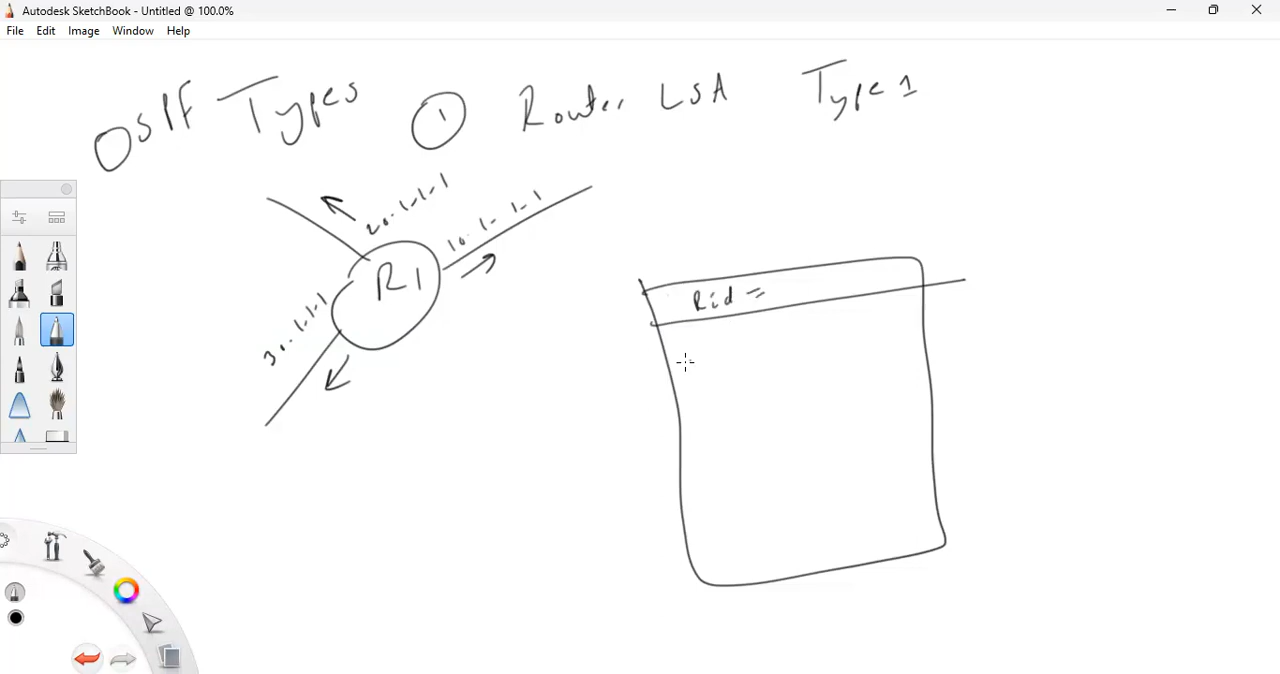 Autodesk SketchBook - Untitled @ 100.0%
File Edit Image Window Help
OSPF Types 1 Router LSA Type 1
20.1.1.1
10.1.1.1
R1
30.1.1.1
Rid =